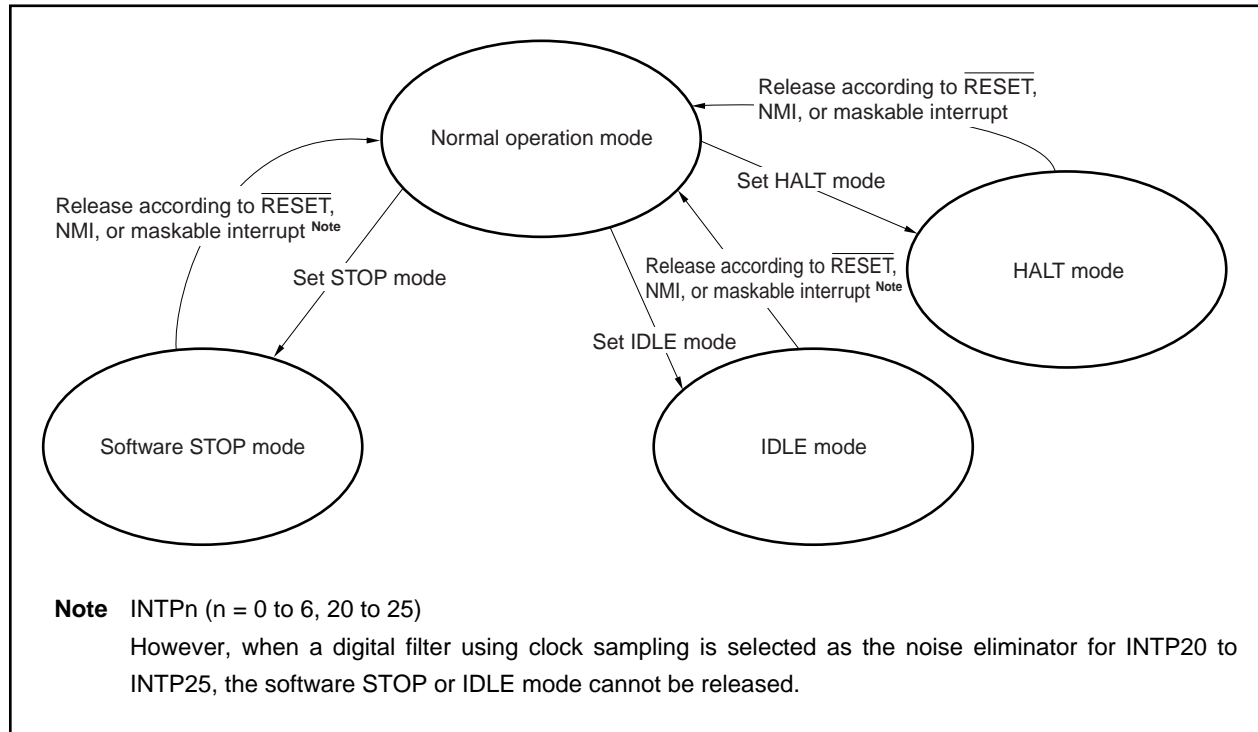 Release according to RESET,
NMI, or maskable interrupt
Normal operation mode
Set HALT mode
Release according to RESET,
NMI, or maskable interrupt Note
Set STOP mode
Release according to RESET,
NMI, or maskable interrupt Note
HALT mode
Set IDLE mode
Software STOP mode
IDLE mode
Note INTPn (n = 0 to 6, 20 to 25)
However, when a digital filter using clock sampling is selected as the noise eliminator for INTP20 to
INTP25, the software STOP or IDLE mode cannot be released.